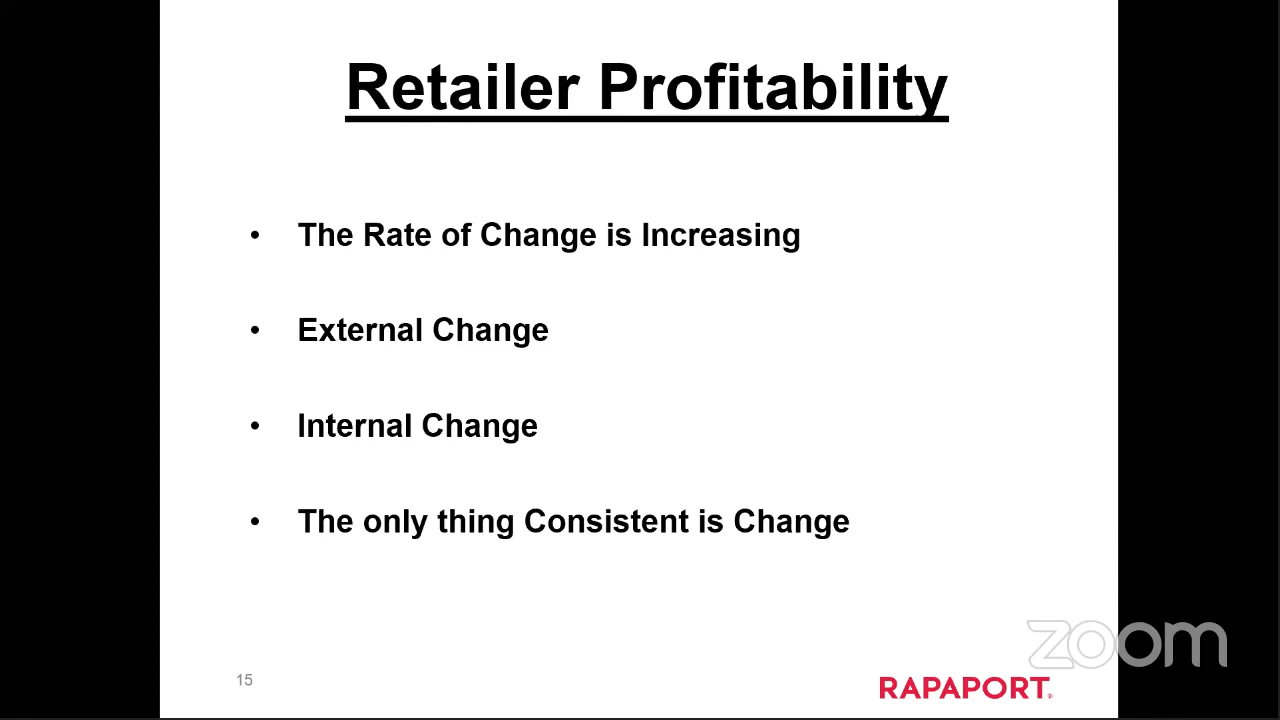 Retailer Profitability
• The Rate of Change is Increasing
• External Change
• Internal Change
• The only thing Consistent is Change
zoom
15
RAPAPORT®